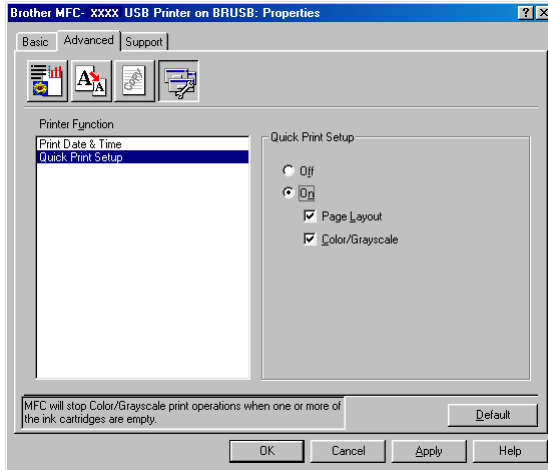 Brother MFC- XXXX USB Printer on BRUSB: Properties
Basic Advanced Support
Printer Function
Print Date & Time
Quick Print Setup
Quick Print Setup
Off
On
Page Layout
Color/Grayscale
MFC will stop Color/Grayscale print operations when one or more of
the ink cartridges are empty.
Default
OK Cancel Apply Help